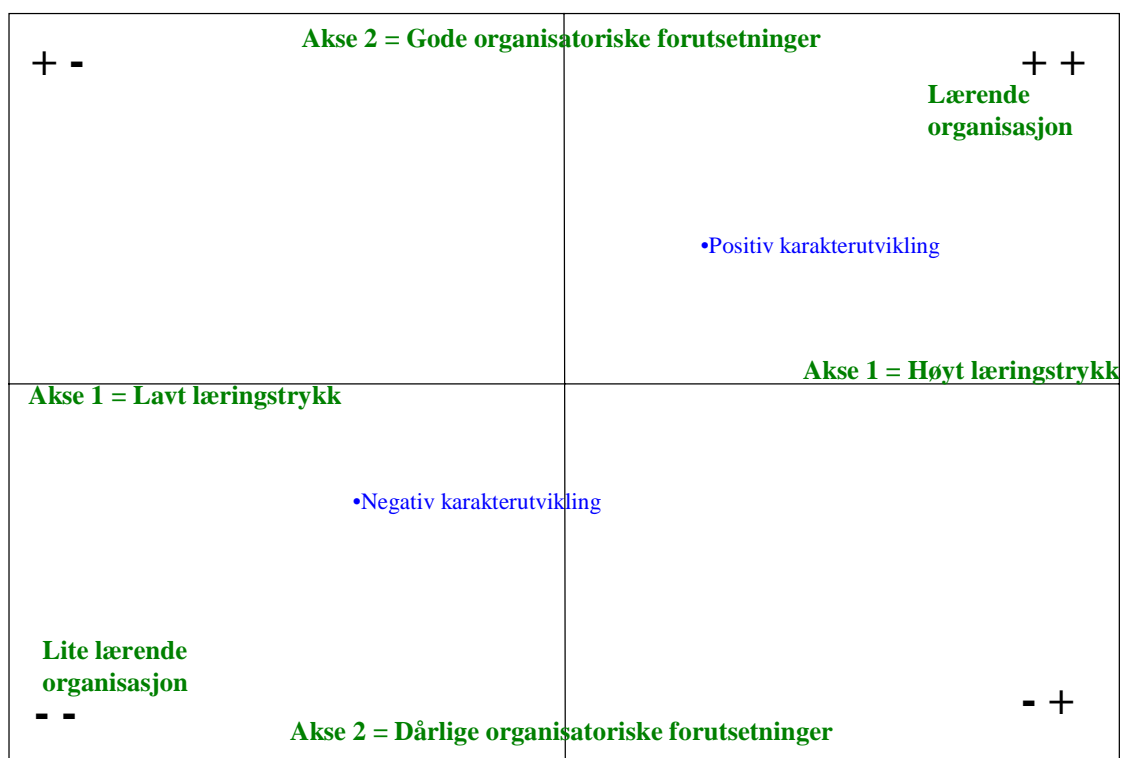 Akse 2 = Gode organisatoriske forutsetninger
+ -
+ +
Lærende
organisasjon
•Positiv karakterutvikling
Akse 1 = Høyt læringstrykk
Akse 1 = Lavt læringstrykk
•Negativ karakterutvikling
Lite lærende
organisasjon
- -
- +
Akse 2 = Dårlige organisatoriske forutsetninger